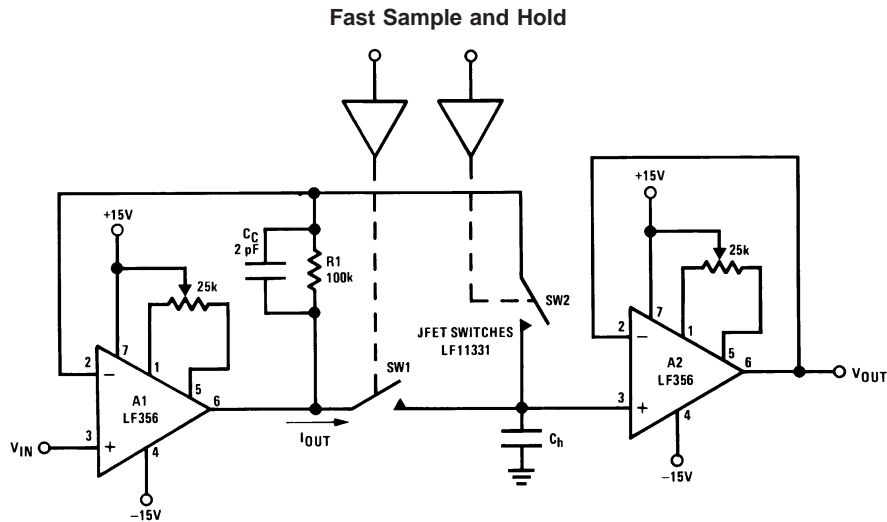 Fast Sample and Hold
+15V
25k
7
1
5
2
−
A1
LF356
6
3
+
4
VIN
−15V
CC
2 pF
R1
100k
IOUT
SW1
SW2
JFET SWITCHES
LF11331
Ch
+15V
25k
7
1
5
2
−
A2
LF356
6
3
+
4
−15V
VOUT